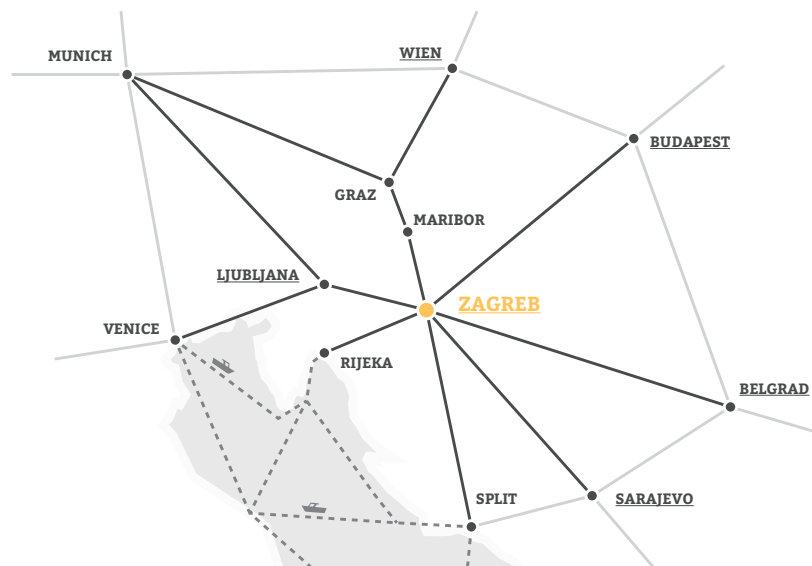 MUNICH
WIEN
BUDAPEST
GRAZ
MARIBOR
LJUBLJANA
ZAGREB
VENICE
RIJEKA
BELGRAD
SPLIT
SARAJEVO